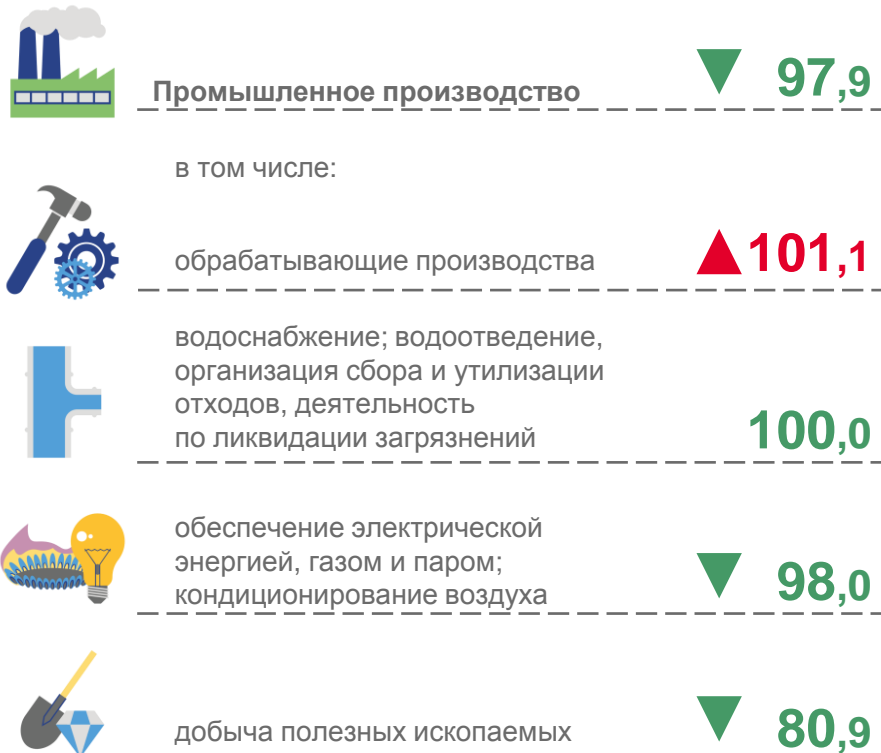 Промышленное производство ▼ 97,9
в том числе:
обрабатывающие производства ▲ 101,1
водоснабжение; водоотведение,
организация сбора и утилизации
отходов, деятельность
по ликвидации загрязнений 100,0
обеспечение электрической
энергией, газом и паром;
кондиционирование воздуха ▼ 98,0
добыча полезных ископаемых ▼ 80,9